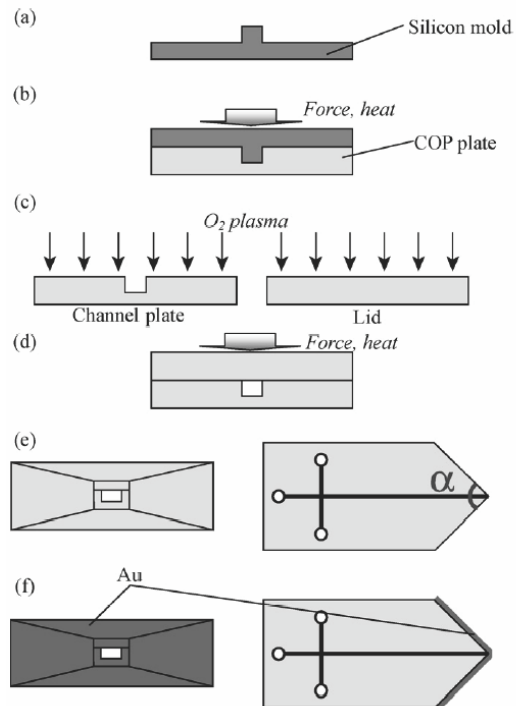 (a)
Silicon mold
(b)
Force, heat
COP plate
(c)
O2 plasma
Channel plate
Lid
(d)
Force, heat
(e)
α
(f)
Au